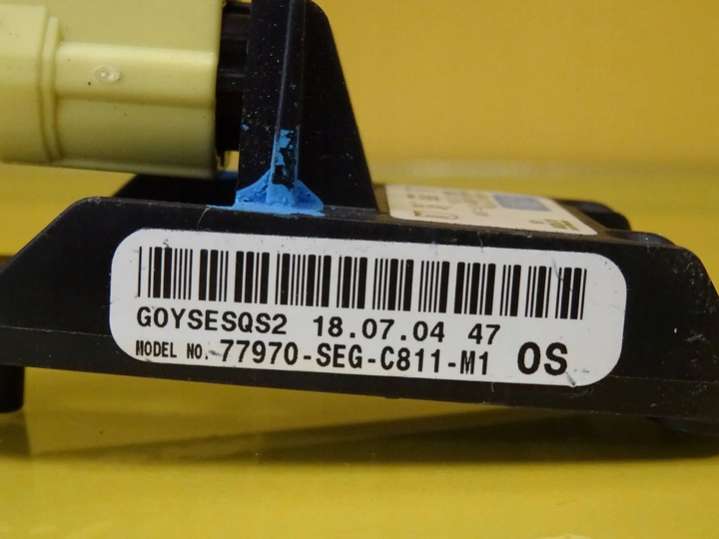 GOYSESQS2 18.07.04 47
MODEL NO. 77970-SEG-C811-M1 OS